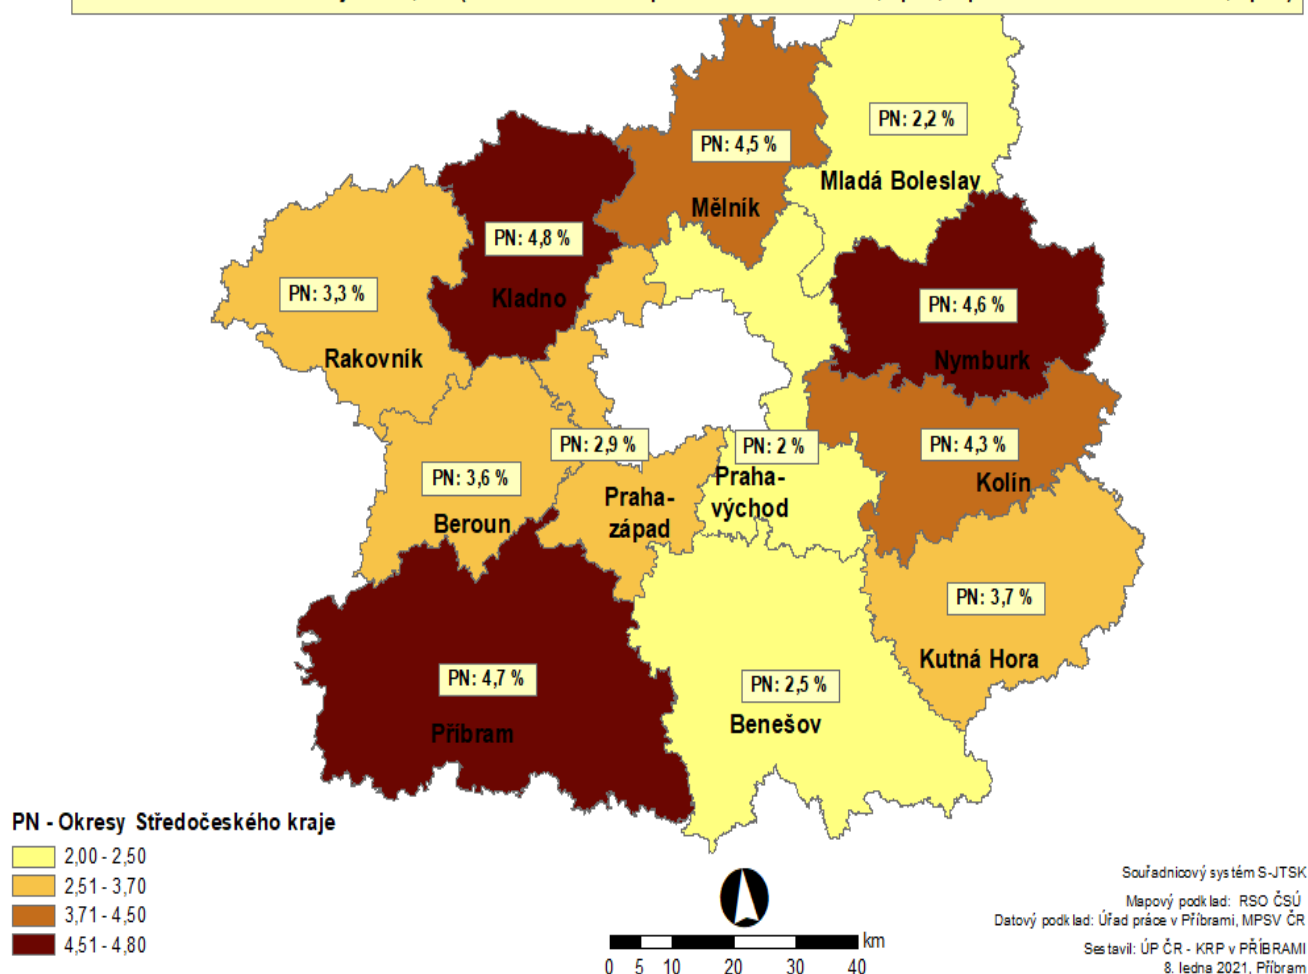 PN: 2,2 %
Mladá Boleslav
PN: 4,5 %
Mělník
PN: 4,8 %
Kladno
PN: 3,3 %
Rakovník
PN: 4,6 %
Nymburk
PN: 4,3 %
Kolín
PN: 2,9 %
Praha-
západ
PN: 2 %
Praha-
východ
PN: 3,6 %
Beroun
PN: 3,7 %
Kutná Hora
PN: 4,7 %
Příbram
PN: 2,5 %
Benešov
PN - Okresy Středočeského kraje
2,00 - 2,50
2,51 - 3,70
3,71 - 4,50
4,51 - 4,80
km
0 5 10 20 30 40
Souřadnicový systém S-JTSK
Mapový podklad: RSO ČSÚ
Datový podklad: Úřad práce v Příbrami, MPSV ČR
Sestavil: ÚP ČR - KRP v PŘÍBRAMI
8. ledna 2021, Příbram